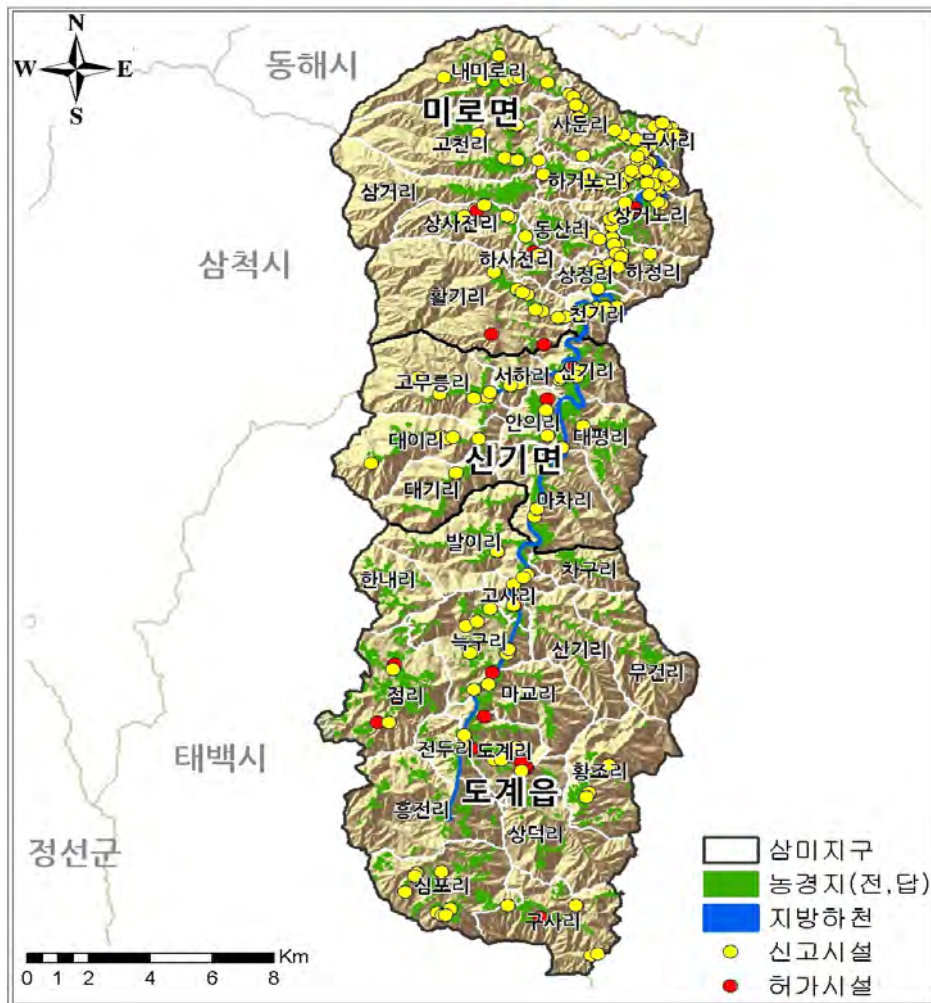 N
W E
S
동해시
삼척시
태백시
정선군
내미로리
미로면
사둔리
무사리
고천리
하거노리
삼거리
상거노리
상사전리
동산리
하사전리
상정리
하정리
활기리
천기리
고무릉리
서하리
신기리
안의리
대평리
대이리
신기면
대기리
마차리
발이리
차구리
한내리
고사리
늑구리
산기리
무건리
점리
마교리
전두리
도계리
황조리
도계읍
흥전리
상덕리
심포리
구사리
삼미지구
농경지(전,답)
지방하천
신고시설
허가시설
0 1 2 4 6 8 Km